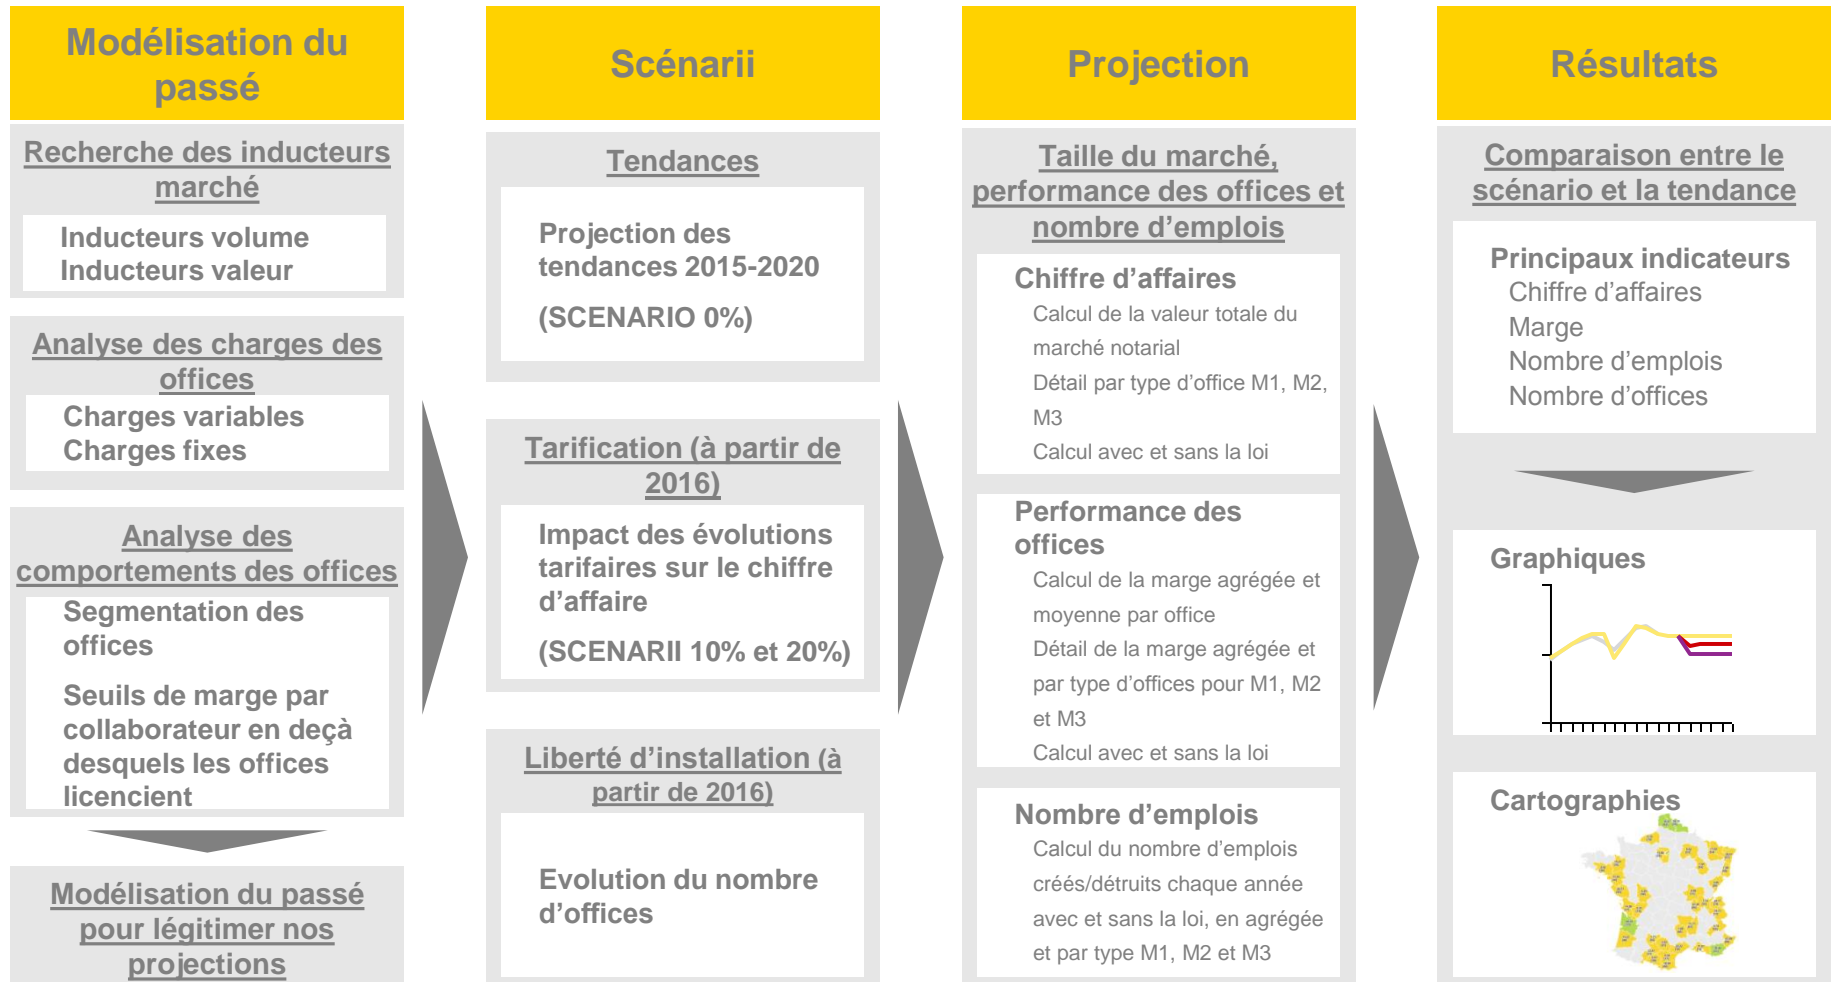 Modélisation du
passé
Recherche des inducteurs
marché
Inducteurs volume
Inducteurs valeur
Analyse des charges des
offices
Charges variables
Charges fixes
Analyse des
comportements des offices
Segmentation des
offices
Seuils de marge par
collaborateur en deçà
desquels les offices
licencient
Modélisation du passé
pour légitimer nos
projections
Scénarii
Tendances
Projection des
tendances 2015-2020
(SCENARIO 0%)
Tarification (à partir de
2016)
Impact des évolutions
tarifaires sur le chiffre
d’affaire
(SCENARII 10% et 20%)
Liberté d’installation (à
partir de 2016)
Evolution du nombre
d’offices
Projection
Taille du marché,
performance des offices et
nombre d’emplois
Chiffre d’affaires
Calcul de la valeur totale du
marché notarial
Détail par type d’office M1, M2,
M3
Calcul avec et sans la loi
Performance des
offices
Calcul de la marge agrégée et
moyenne par office
Détail de la marge agrégée et
par type d’offices pour M1, M2
et M3
Calcul avec et sans la loi
Nombre d’emplois
Calcul du nombre d’emplois
créés/détruits chaque année
avec et sans la loi, en agrégée
et par type M1, M2 et M3
Résultats
Comparaison entre le
scénario et la tendance
Principaux indicateurs
Chiffre d’affaires
Marge
Nombre d’emplois
Nombre d’offices
Graphiques
Cartographies